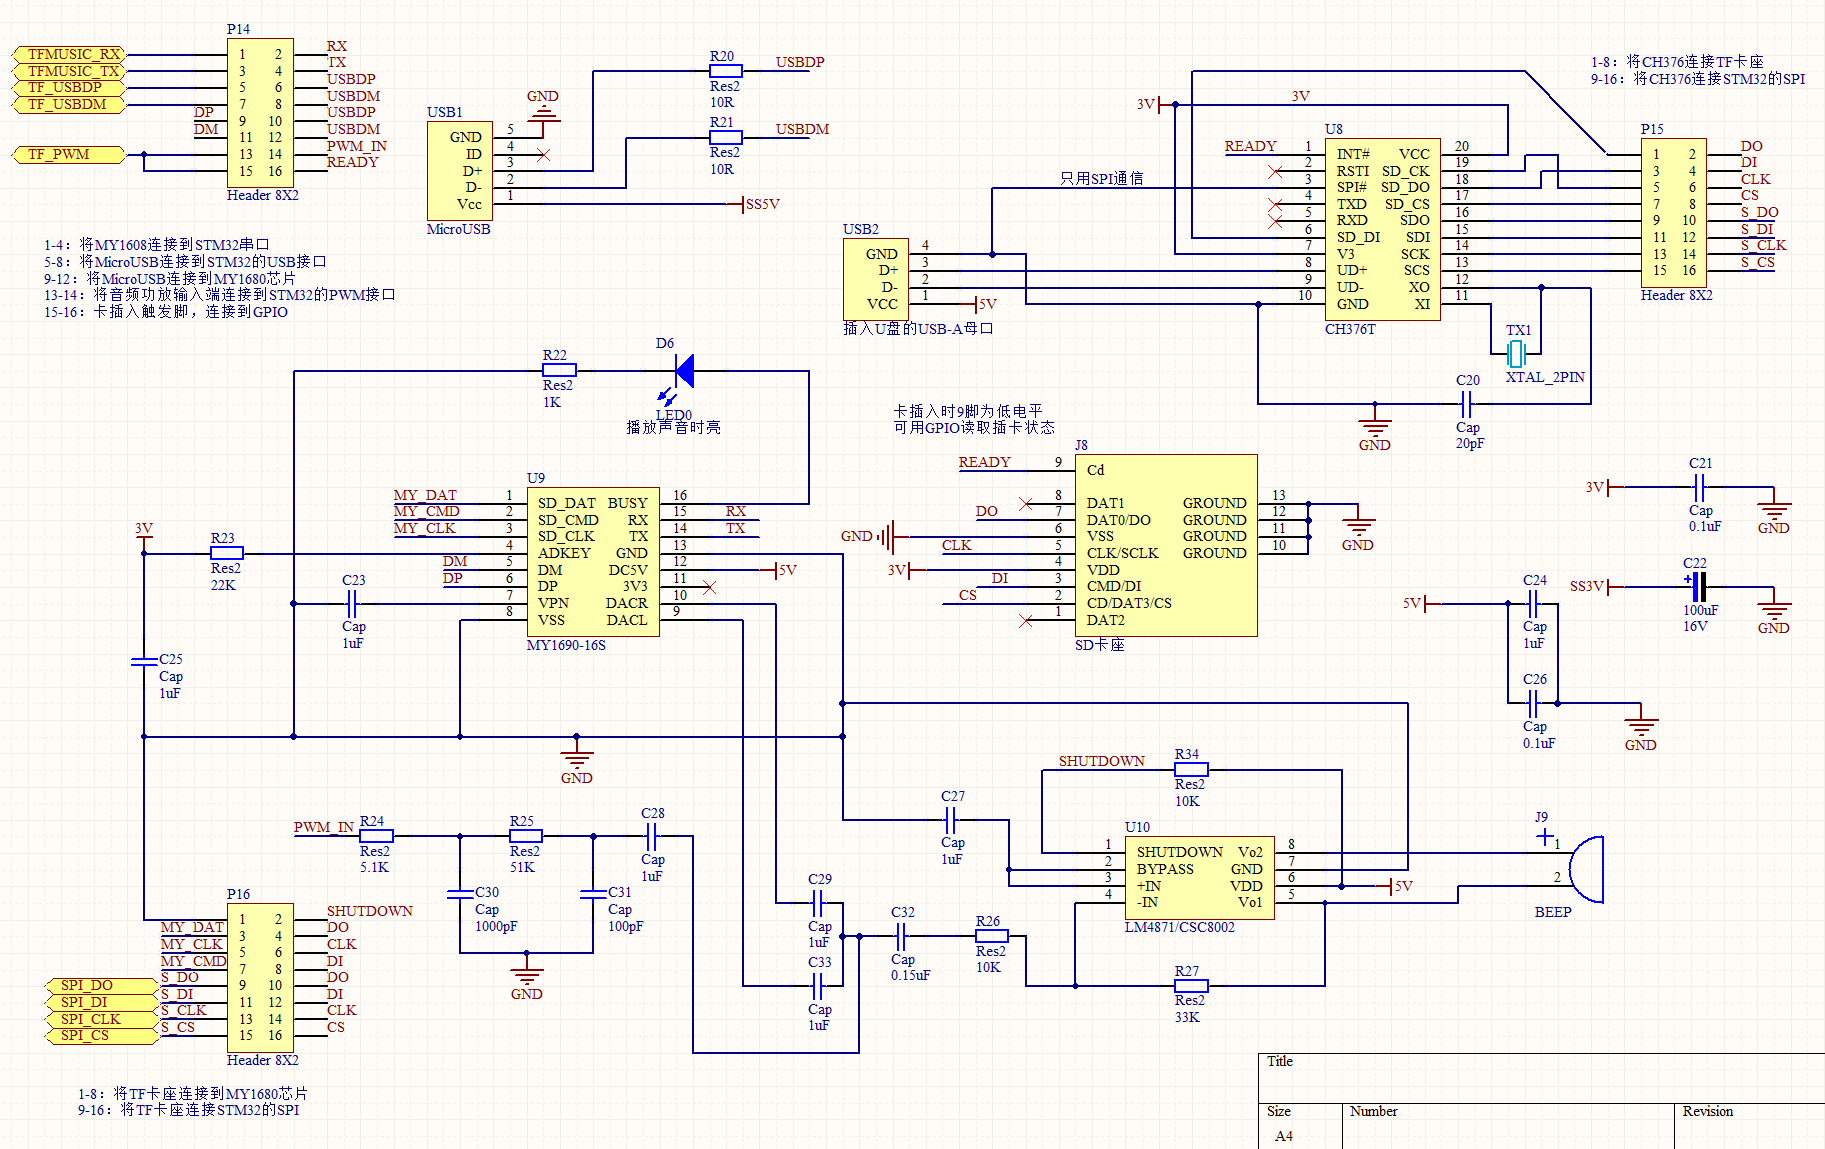 P14
TFMUSIC_RX
TFMUSIC_TX
TF_USBDP
TF_USBDM
DP
DM
TF_PWM
1 2
3 4
5 6
7 8
9 10
11 12
13 14
15 16
RX
TX
USBDP
USBDM
USBDP
USBDM
PWM_IN
READY
Header 8X2
1-4：将MY1608连接到STM32串口
5-8：将MicroUSB连接到STM32的USB接口
9-12：将MicroUSB连接到MY1680芯片
13-14：将音频功放输入端连接到STM32的PWM接口
15-16：卡插入触发脚，连接到GPIO
USB1
GND 5
ID 4
D+ 3
D- 2
Vcc 1
MicroUSB
GND
SS5V
R20
Res2
10R
USBDP
R21
Res2
10R
USBDM
只用SPI通信
USB2
GND 4
D+ 3
D- 2
VCC 1
5V
插入U盘的USB-A母口
3V
3V
U8
READY
1 INT# VCC 20
2 RSTI SD_CK 19
3 SPI# SD_DO 18
4 TXD SD_CS 17
5 RXD SDO 16
6 SD_DI SDI 15
7 V3 SCK 14
8 UD+ SCS 13
9 UD- XO 12
10 GND XI 11
CH376T
TX1
XTAL_2PIN
C20
Cap
20pF
GND
1-8：将CH376连接TF卡座
9-16：将CH376连接STM32的SPI
P15
1 2
3 4
5 6
7 8
9 10
11 12
13 14
15 16
DO
DI
CLK
CS
S_DO
S_DI
S_CLK
S_CS
Header 8X2
R22
Res2
1K
D6
LED0
播放声音时亮
U9
MY_DAT
MY_CMD
MY_CLK
DM
DP
1 SD_DAT BUSY 16
2 SD_CMD RX 15
3 SD_CLK TX 14
4 ADKEY GND 13
5 DM DC5V 12
6 DP 3V3 11
7 VPN DACR 10
8 VSS DACL 9
MY1690-16S
RX
TX
5V
3V
R23
Res2
22K
C23
Cap
1uF
C25
Cap
1uF
GND
卡插入时9脚为低电平
可用GPIO读取插卡状态
J8
READY
DO
GND
CLK
3V
DI
CS
9 Cd
8 DAT1 GROUND 13
7 DAT0/DO GROUND 12
6 VSS GROUND 11
5 CLK/SCLK GROUND 10
4 VDD
3 CMD/DI
2 CD/DAT3/CS
1 DAT2
SD卡座
GND
C21
3V
Cap
0.1uF
GND
C22
SS3V
+
100uF
16V
GND
C24
5V
Cap
1uF
C26
Cap
0.1uF
GND
PWM_IN
R24
Res2
5.1K
R25
Res2
51K
C28
Cap
1uF
C30
Cap
1000pF
C31
Cap
100pF
GND
C29
Cap
1uF
C33
Cap
1uF
C32
Cap
0.15uF
R26
Res2
10K
C27
Cap
1uF
SHUTDOWN
R34
Res2
10K
U10
1 SHUTDOWN Vo2 8
2 BYPASS GND 7
3 +IN VDD 6
4 -IN Vo1 5
LM4871/CSC8002
5V
R27
Res2
33K
J9
+
1
2
BEEP
P16
MY_DAT
MY_CLK
MY_CMD
S_DO
S_DI
S_CLK
S_CS
SPI_DO
SPI_DI
SPI_CLK
SPI_CS
1 2
3 4
5 6
7 8
9 10
11 12
13 14
15 16
SHUTDOWN
DO
CLK
DI
DO
DI
CLK
CS
Header 8X2
1-8：将TF卡座连接到MY1680芯片
9-16：将TF卡座连接STM32的SPI
Title
Size
A4
Number
Revision